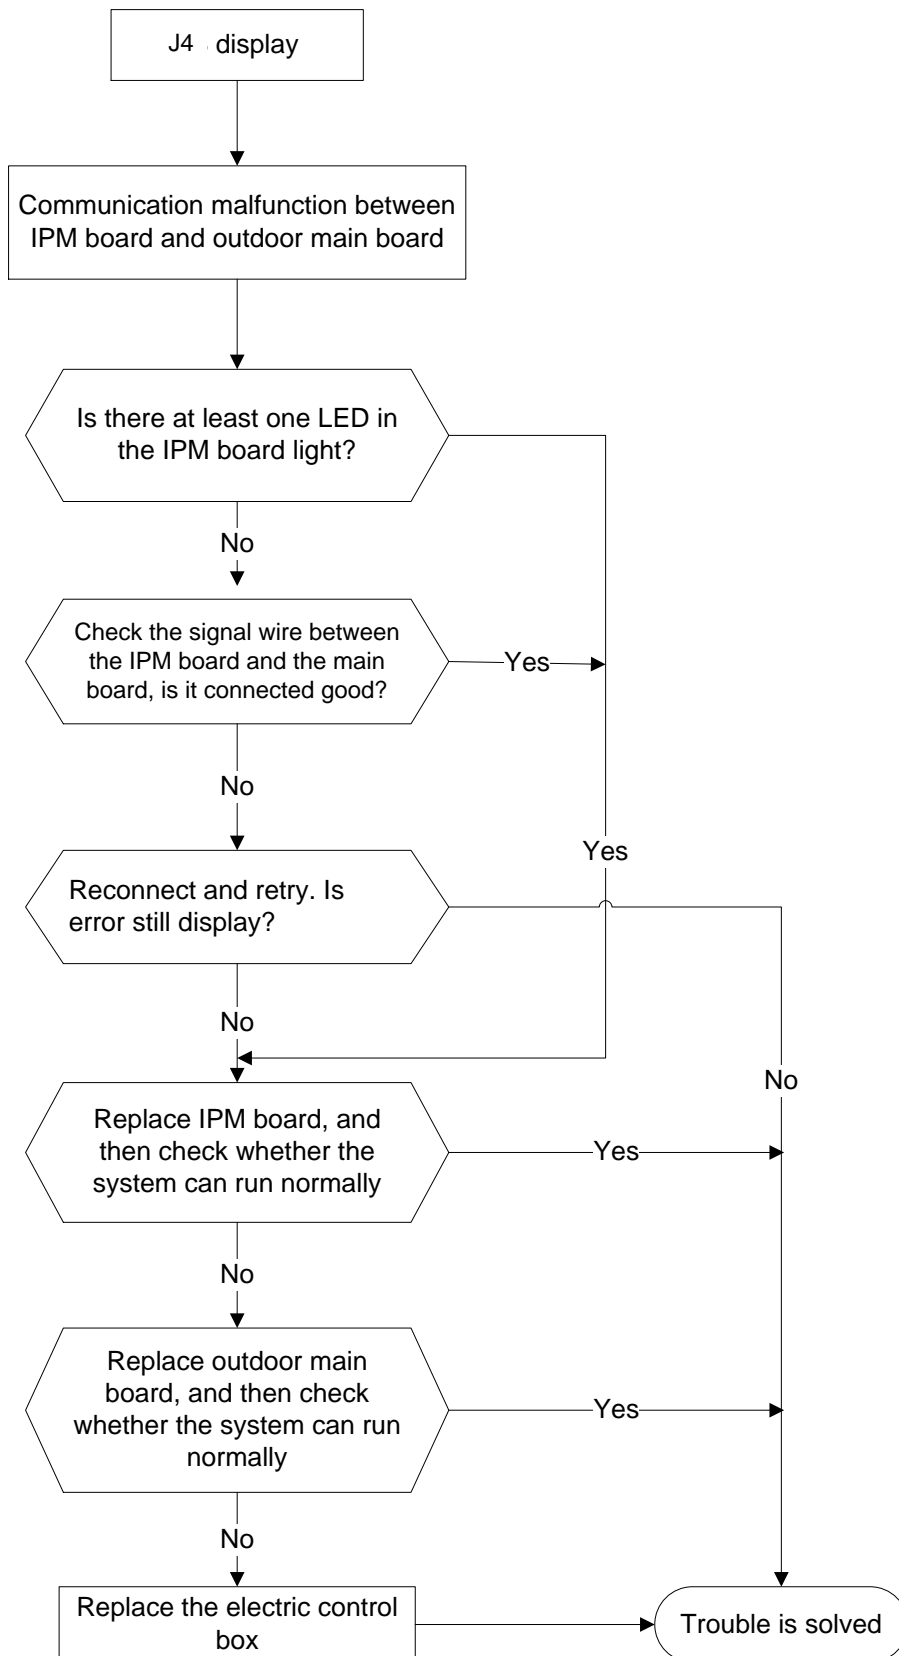 J4 display
Communication malfunction between
IPM board and outdoor main board
Is there at least one LED in
the IPM board light?
No
Check the signal wire between
the IPM board and the main
board, is it connected good?
Yes
No
Yes
Reconnect and retry. Is
error still display?
No
No
Replace IPM board, and
then check whether the
system can run normally
Yes
No
Replace outdoor main
board, and then check
whether the system can run
normally
Yes
No
Replace the electric control
box
Trouble is solved